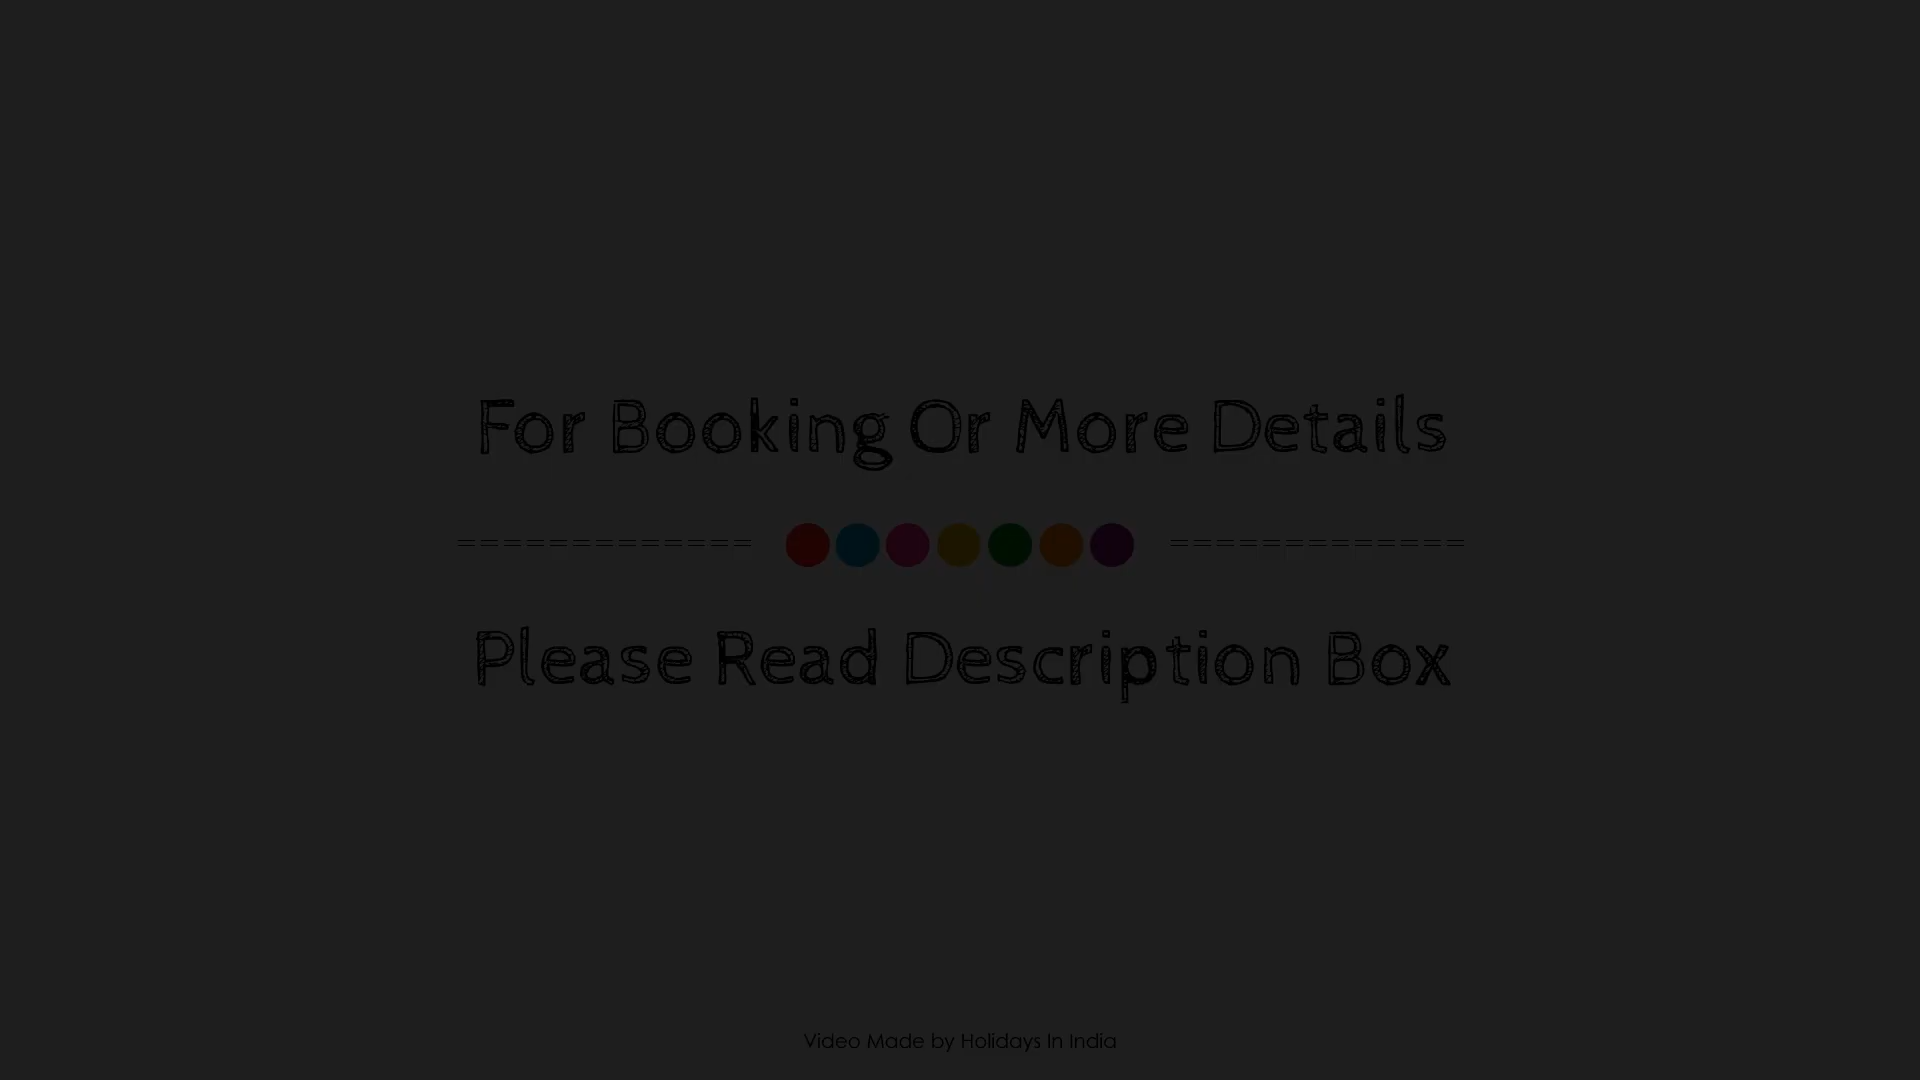 For Booking Or More Details
============= =============
Please Read Description Box
Video Made by Holidays In India